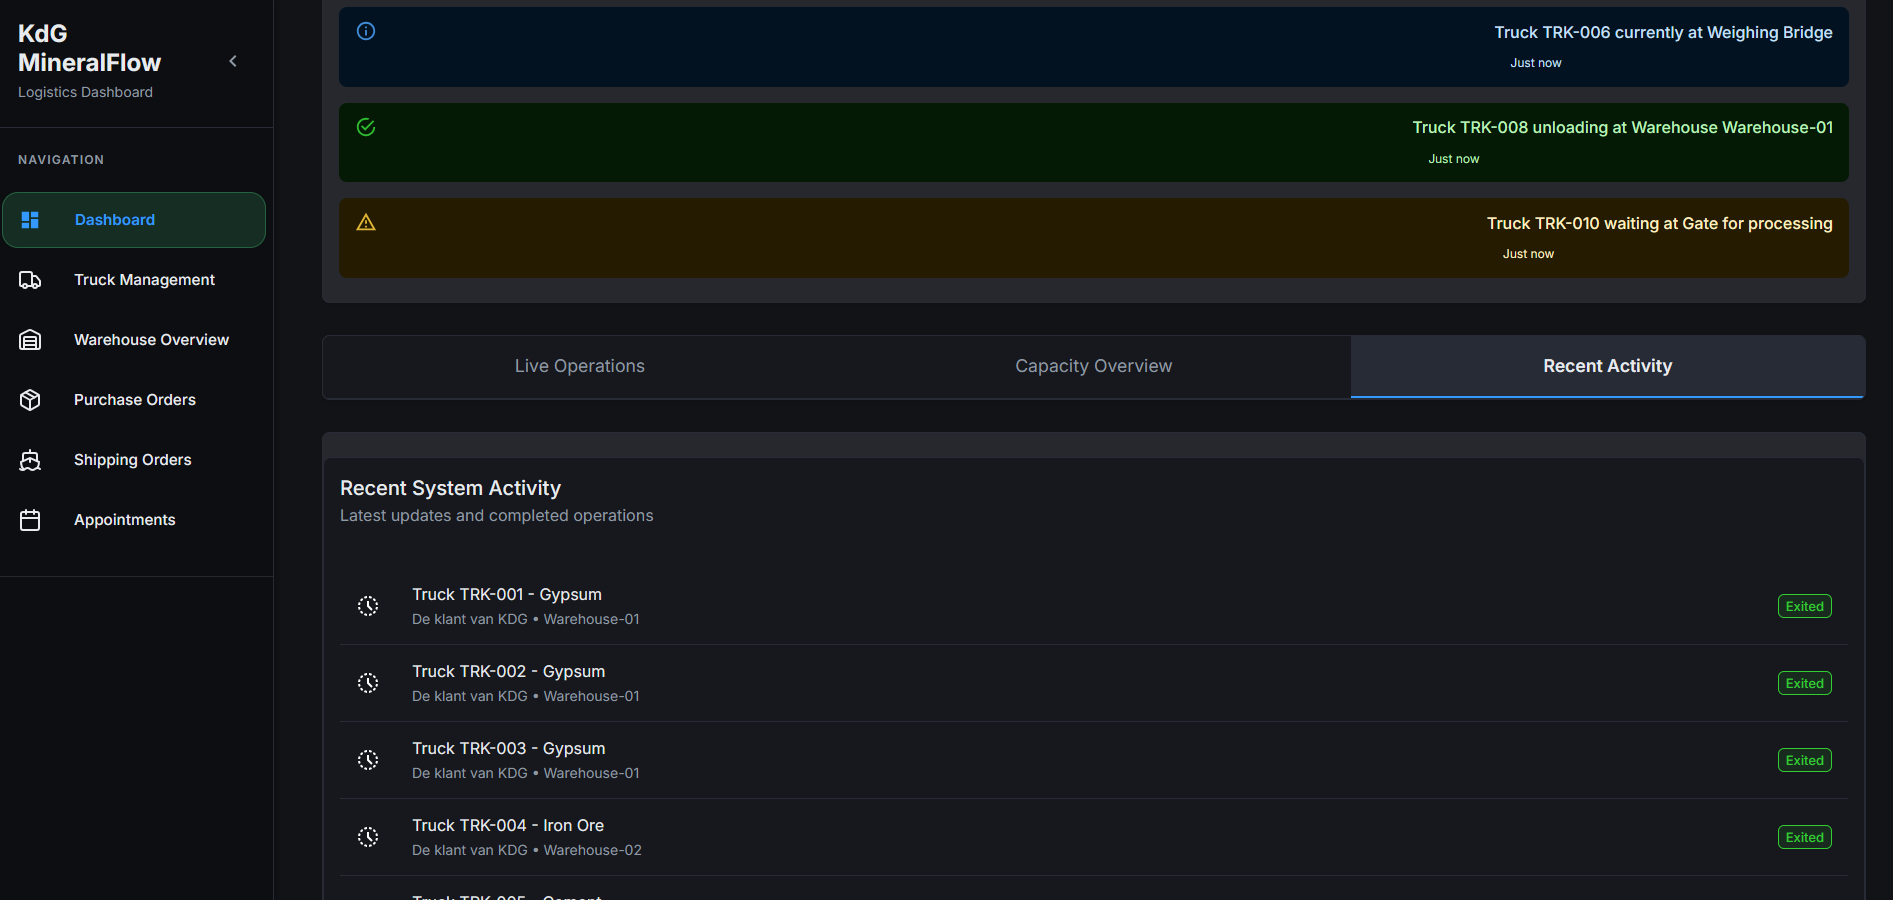 KdG
MineralFlow
Logistics Dashboard
NAVIGATION
Dashboard
Truck Management
Warehouse Overview
Purchase Orders
Shipping Orders
Appointments
Truck TRK-006 currently at Weighing Bridge
Just now
Truck TRK-008 unloading at Warehouse Warehouse-01
Just now
Truck TRK-010 waiting at Gate for processing
Just now
Live Operations
Capacity Overview
Recent Activity
Recent System Activity
Latest updates and completed operations
Truck TRK-001 - Gypsum
De klant van KDG • Warehouse-01
Exited
Truck TRK-002 - Gypsum
De klant van KDG • Warehouse-01
Exited
Truck TRK-003 - Gypsum
De klant van KDG • Warehouse-01
Exited
Truck TRK-004 - Iron Ore
De klant van KDG • Warehouse-02
Exited
Truck TRK-005 - Cement